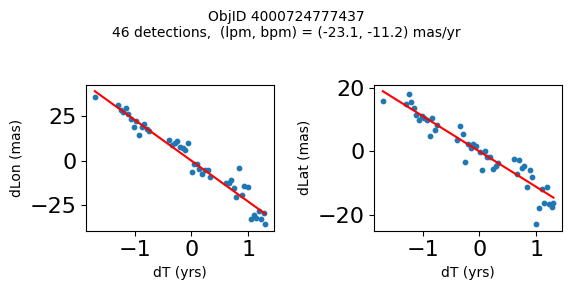 ObjID 4000724777437
46 detections,  (lpm, bpm) = (-23.1, -11.2) mas/yr
dLon (mas)
25
0
−25
−1
0
1
dT (yrs)
dLat (mas)
20
0
−20
−1
0
1
dT (yrs)